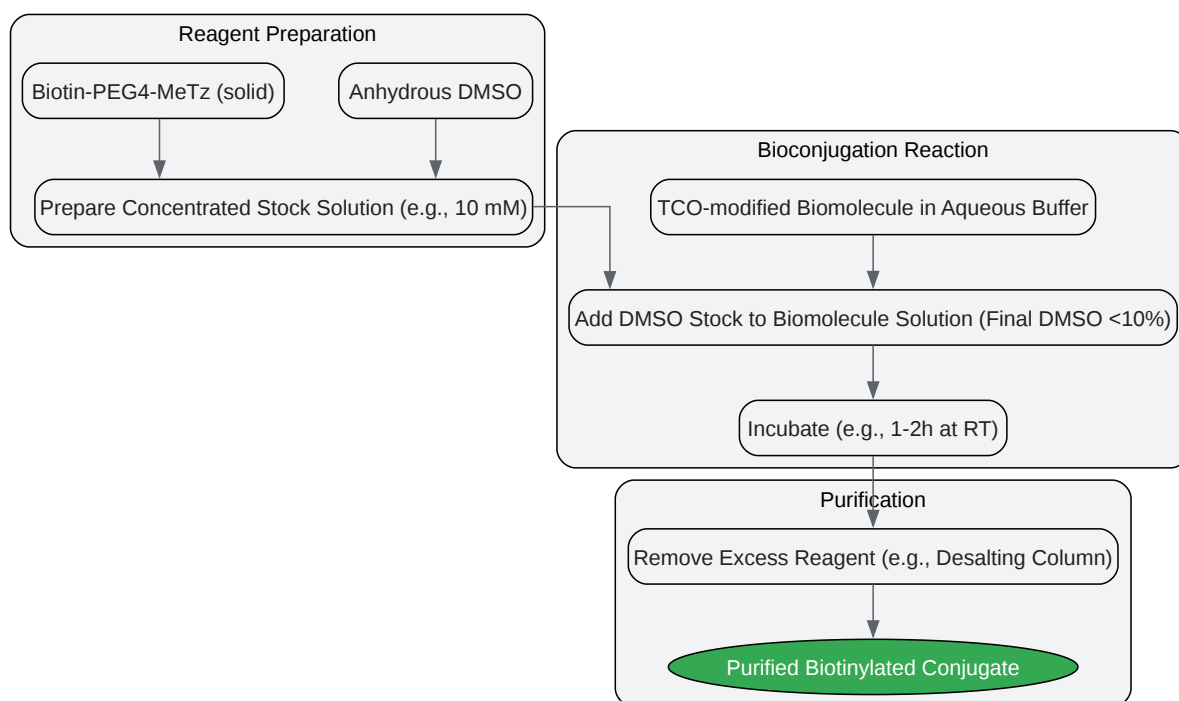 Reagent Preparation
Biotin-PEG4-MeTz (solid)
Anhydrous DMSO
Prepare Concentrated Stock Solution (e.g., 10 mM)
Bioconjugation Reaction
TCO-modified Biomolecule in Aqueous Buffer
Add DMSO Stock to Biomolecule Solution (Final DMSO <10%)
Incubate (e.g., 1-2h at RT)
Purification
Remove Excess Reagent (e.g., Desalting Column)
Purified Biotinylated Conjugate